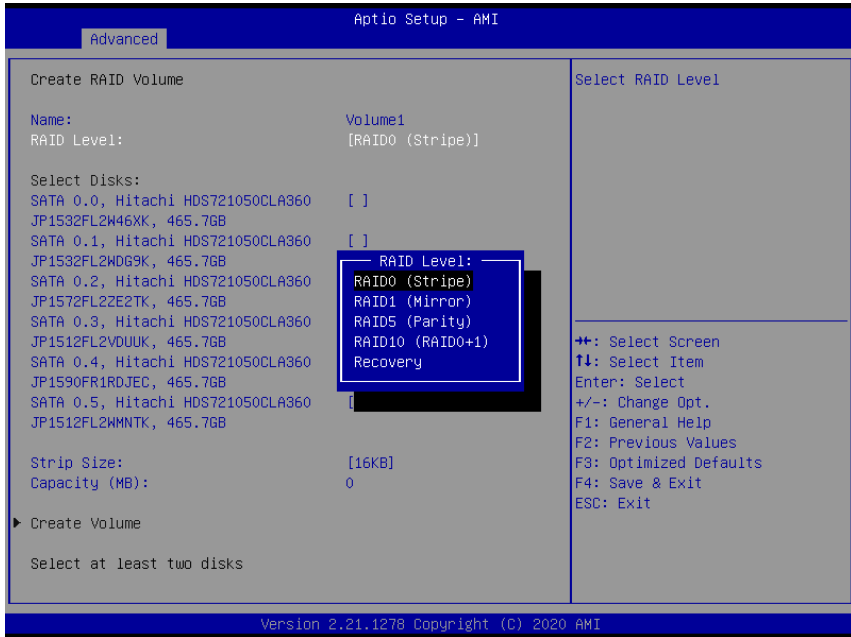 Aptio Setup – AMI
Advanced
Create RAID Volume
Name: Volume1
RAID Level: [RAID0 (Stripe)]
Select Disks:
SATA 0.0, Hitachi HDS721050CLA360 [ ]
JP1532FL2W46XK, 465.7GB
SATA 0.1, Hitachi HDS721050CLA360 [ ]
JP1532FL2WDG9K, 465.7GB
SATA 0.2, Hitachi HDS721050CLA360
JP1572FL2ZE2TK, 465.7GB
SATA 0.3, Hitachi HDS721050CLA360
JP1512FL2VDUUK, 465.7GB
SATA 0.4, Hitachi HDS721050CLA360
JP1590FR1RDJEC, 465.7GB
SATA 0.5, Hitachi HDS721050CLA360 [
JP1512FL2WMNTK, 465.7GB
Strip Size: [16KB]
Capacity (MB): 0
Create Volume
Select at least two disks
RAID Level:
RAID0 (Stripe)
RAID1 (Mirror)
RAID5 (Parity)
RAID10 (RAID0+1)
Recovery
Select RAID Level
→←: Select Screen
↑↓: Select Item
Enter: Select
+/-: Change Opt.
F1: General Help
F2: Previous Values
F3: Optimized Defaults
F4: Save & Exit
ESC: Exit
Version 2.21.1278 Copyright (C) 2020 AMI